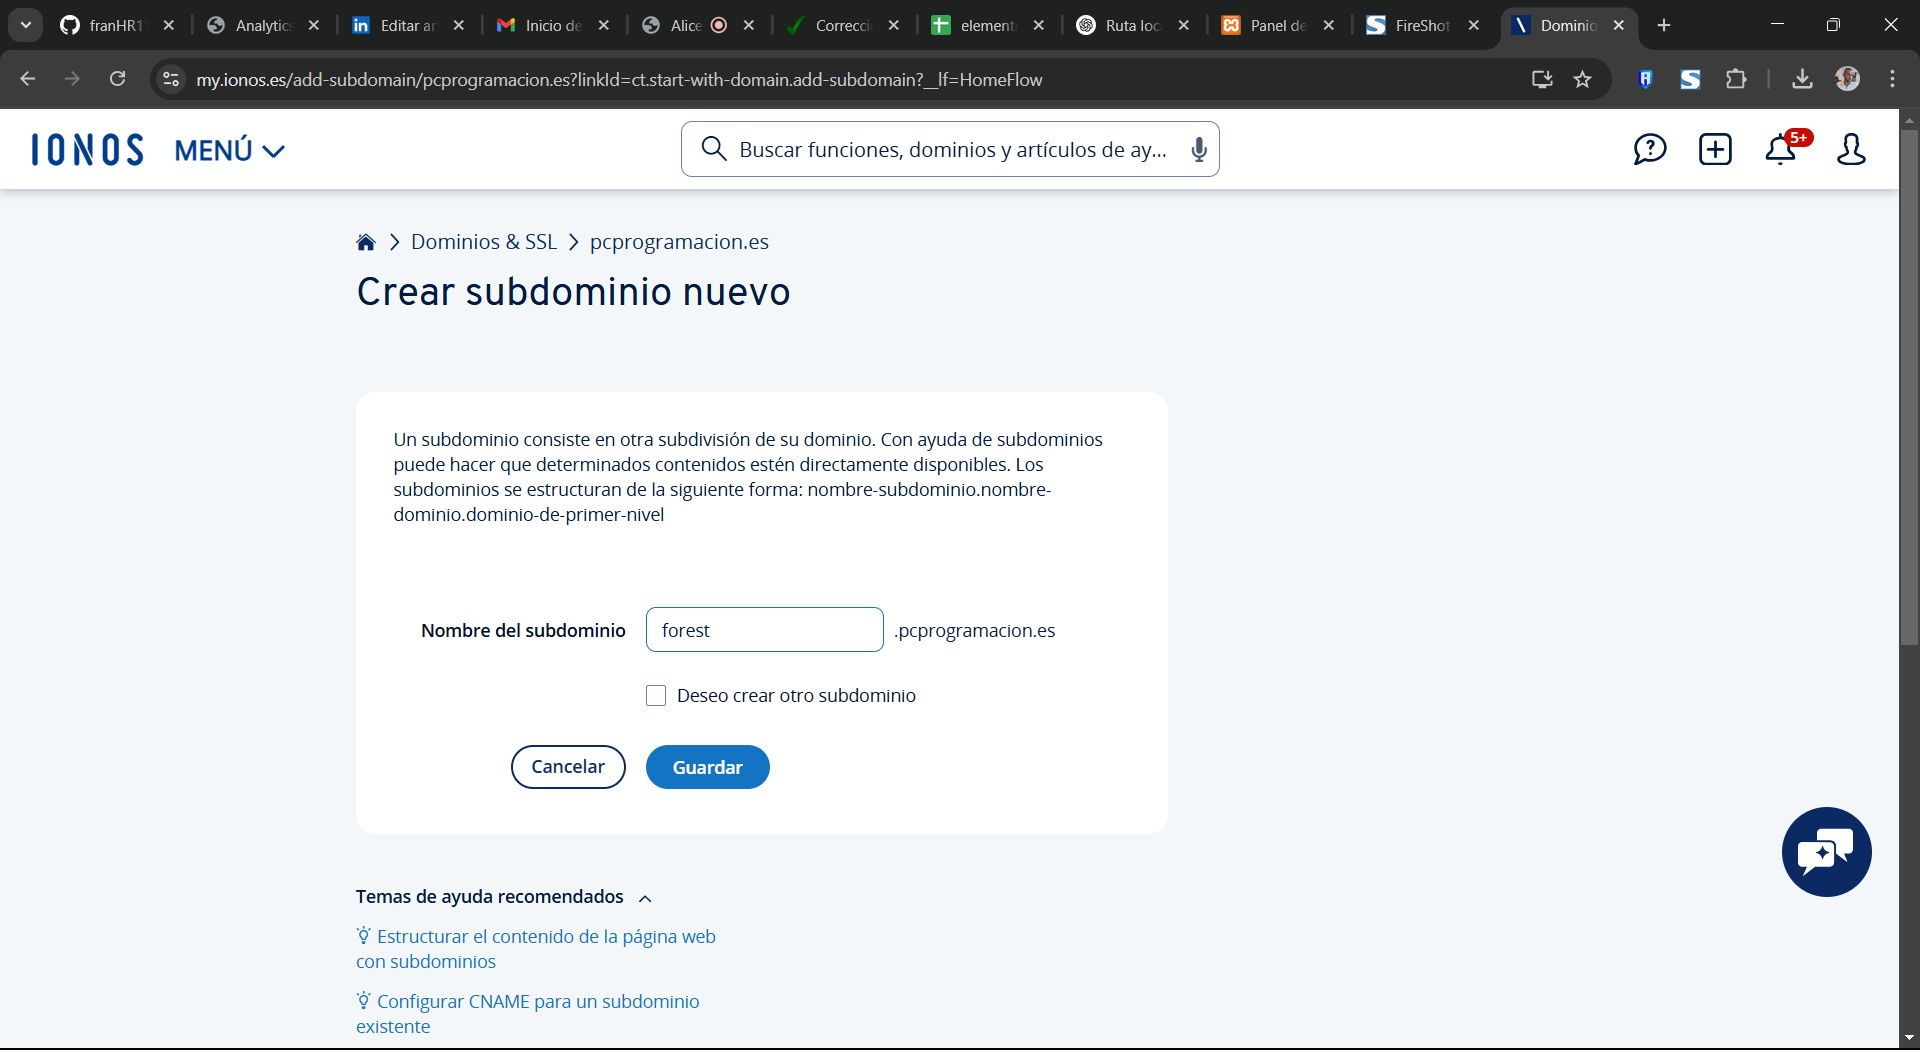 franHR1
Analytics
Editar ar
Inicio de
Alice
Correcci
element
Ruta loc
Panel de
FireShot
Dominio
my.ionos.es/add-subdomain/pcprogramacion.es?linkId=ct.start-with-domain.add-subdomain?__lf=HomeFlow
IONOS
MENÚ
Buscar funciones, dominios y artículos de ay...
5+
Dominios & SSL
pcprogramacion.es
Crear subdominio nuevo
Un subdominio consiste en otra subdivisión de su dominio. Con ayuda de subdominios
puede hacer que determinados contenidos estén directamente disponibles. Los
subdominios se estructuran de la siguiente forma: nombre-subdominio.nombre-
dominio.dominio-de-primer-nivel
Nombre del subdominio
forest
.pcprogramacion.es
Deseo crear otro subdominio
Cancelar
Guardar
Temas de ayuda recomendados
Estructurar el contenido de la página web
con subdominios
Configurar CNAME para un subdominio
existente